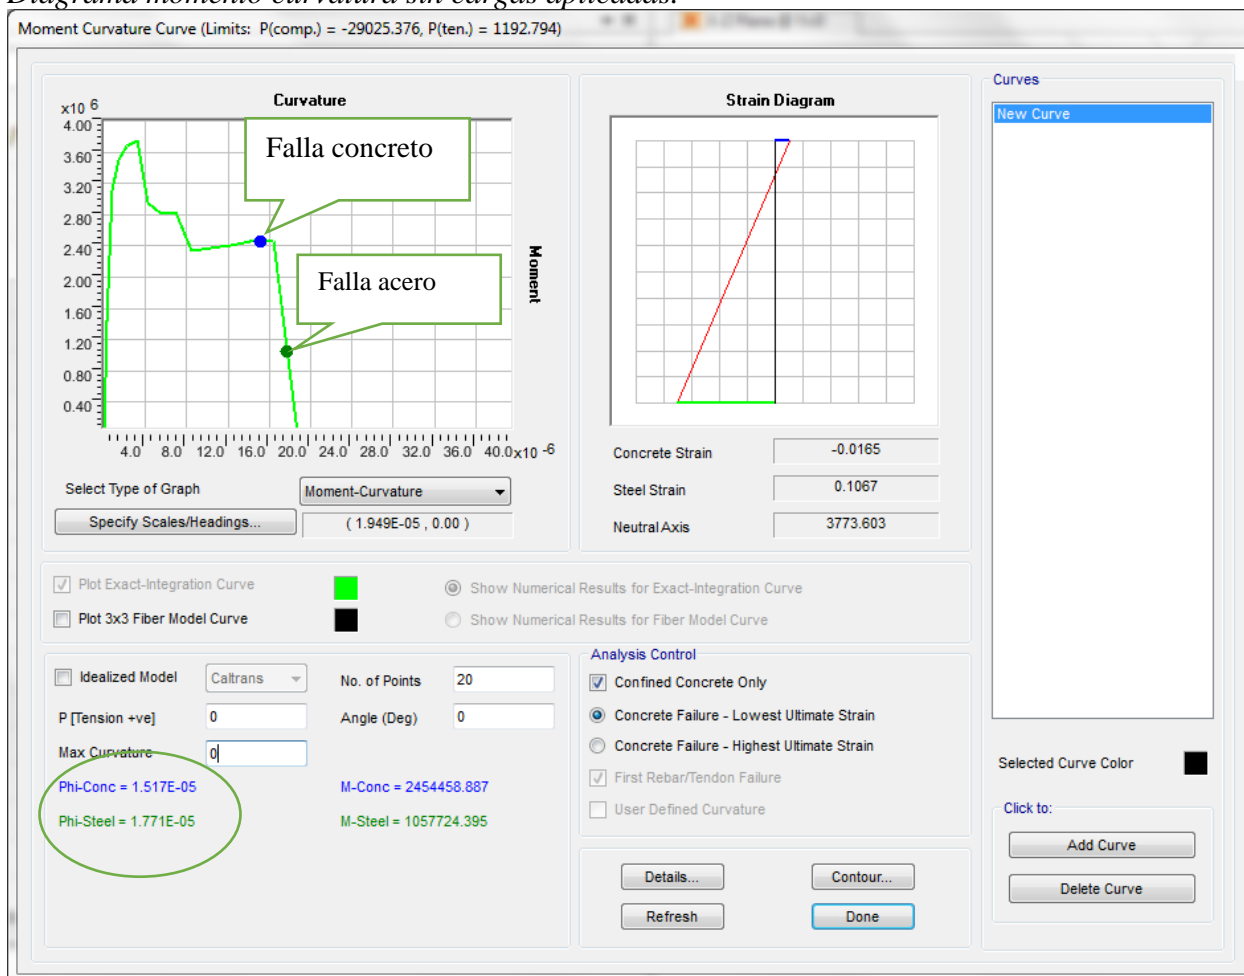 Diagrama momento curvatura sin cargas aplicadas.
Moment Curvature Curve (Limits: P(comp.) = -29025.376, P(ten.) = 1192.794)
Curvature
x10 6
4.00
3.60
3.20
2.80
2.40
2.00
1.60
1.20
0.80
0.40
Falla concreto
Falla acero
Moment
4.0 8.0 12.0 16.0 20.0 24.0 28.0 32.0 36.0 40.0 x10 -6
Select Type of Graph
Moment-Curvature
Specify Scales/Headings...
( 1.949E-05 , 0.00 )
Strain Diagram
Concrete Strain -0.0165
Steel Strain 0.1067
Neutral Axis 3773.603
Curves
New Curve
Plot Exact-Integration Curve
Show Numerical Results for Exact-Integration Curve
Plot 3x3 Fiber Model Curve
Show Numerical Results for Fiber Model Curve
Idealized Model Caltrans
No. of Points 20
P [Tension +ve] 0
Angle (Deg) 0
Max Curvature 0
Phi-Conc = 1.517E-05
M-Conc = 2454458.887
Phi-Steel = 1.771E-05
M-Steel = 1057724.395
Analysis Control
Confined Concrete Only
Concrete Failure - Lowest Ultimate Strain
Concrete Failure - Highest Ultimate Strain
First Rebar/Tendon Failure
User Defined Curvature
Details...
Contour...
Refresh
Done
Selected Curve Color
Click to:
Add Curve
Delete Curve